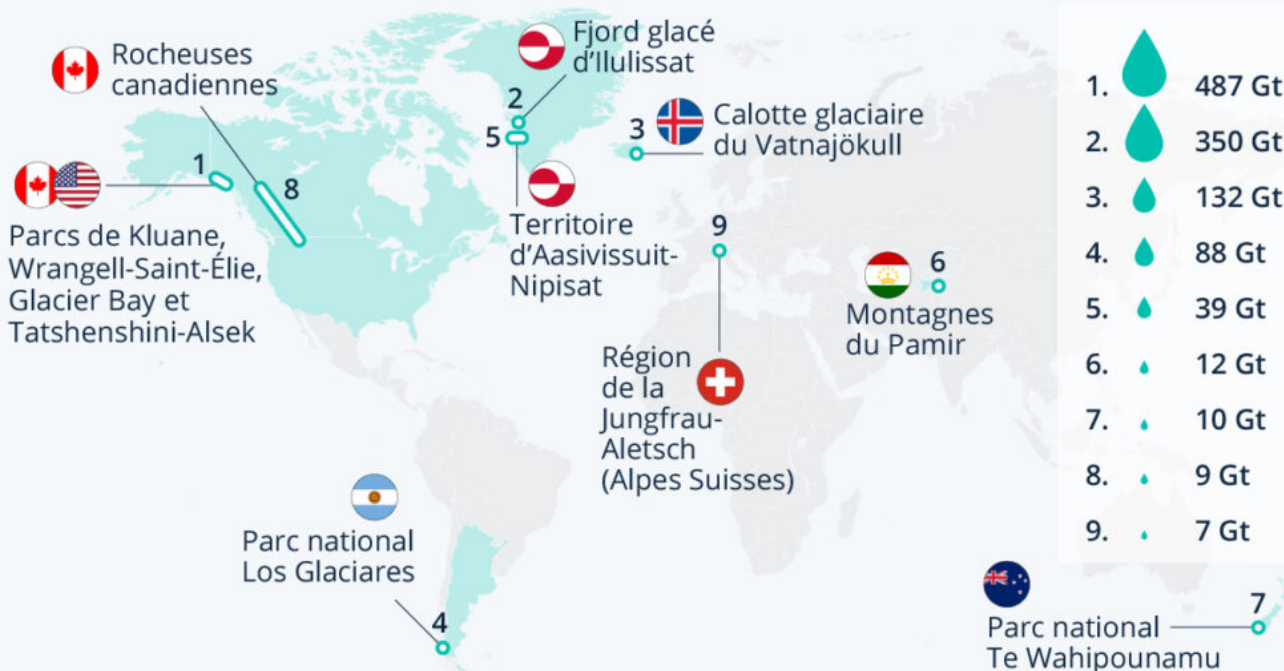 Rocheuses
canadiennes
Fjord glacé
d'Ilulissat
2
5
3
Calotte glaciaire
du Vatnajökull
1
8
Parcs de Kluane,
Wrangell-Saint-Élie,
Glacier Bay et
Tatshenshini-Alsek
Territoire
d'Aasivissuit-
Nipisat
9
6
Montagnes
du Pamir
Région
de la
Jungfrau-
Aletsch
(Alpes Suisses)
Parc national
Los Glaciares
4
7
Parc national
Te Wahipounamu
1. 487 Gt
2. 350 Gt
3. 132 Gt
4. 88 Gt
5. 39 Gt
6. 12 Gt
7. 10 Gt
8. 9 Gt
9. 7 Gt